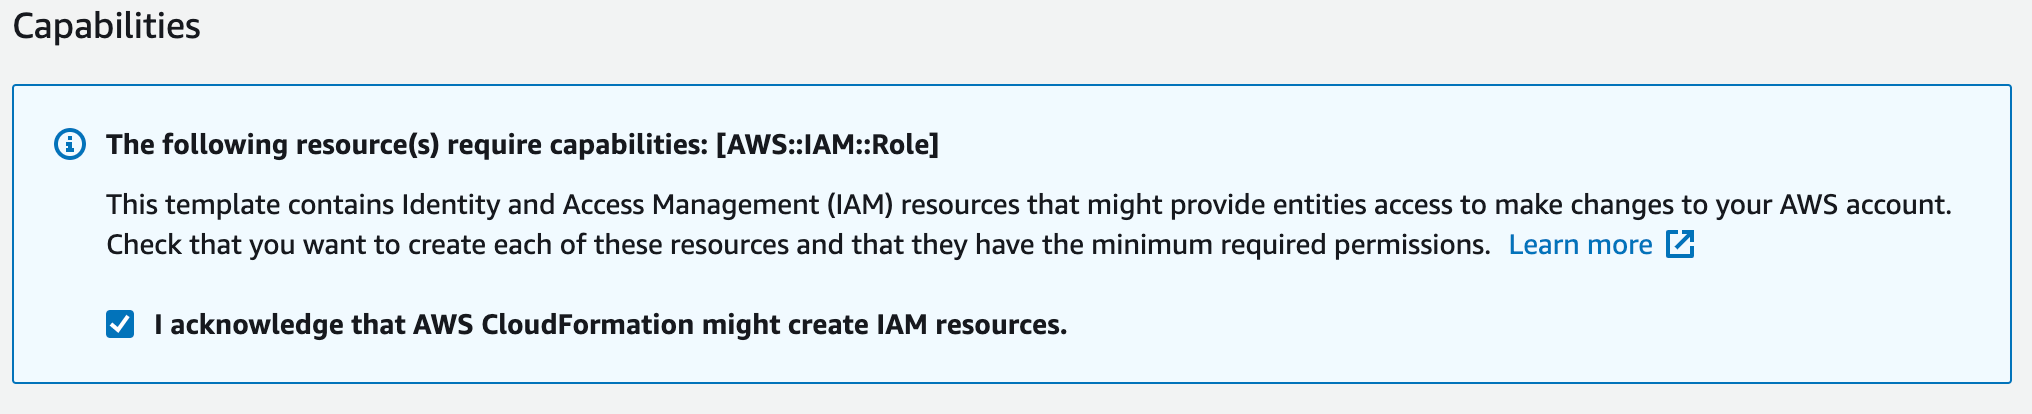 Capabilities
The following resource(s) require capabilities: [AWS::IAM::Role]
This template contains Identity and Access Management (IAM) resources that might provide entities access to make changes to your AWS account.
Check that you want to create each of these resources and that they have the minimum required permissions. Learn more
I acknowledge that AWS CloudFormation might create IAM resources.